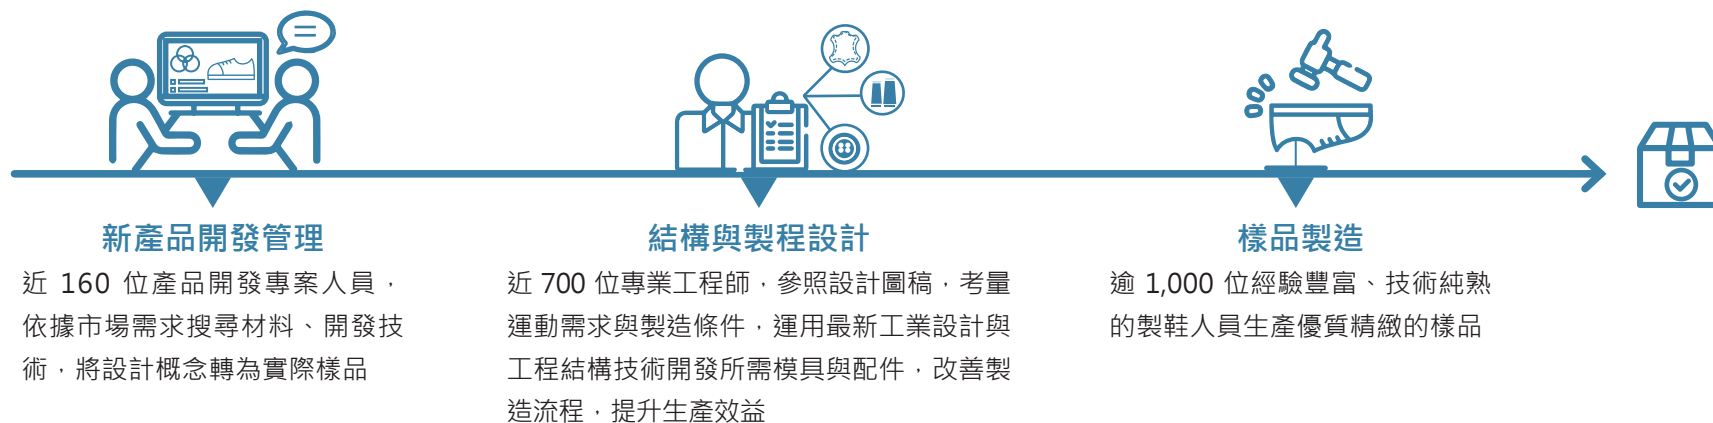 新產品開發管理
近 160 位產品開發專案人員，
依據市場需求搜尋材料、開發技
術，將設計概念轉為實際樣品
結構與製程設計
近 700 位專業工程師，參照設計圖稿，考量
運動需求與製造條件，運用最新工業設計與
工程結構技術開發所需模具與配件，改善製
造流程，提升生產效益
樣品製造
逾 1,000 位經驗豐富、技術純熟
的製鞋人員生產優質精緻的樣品